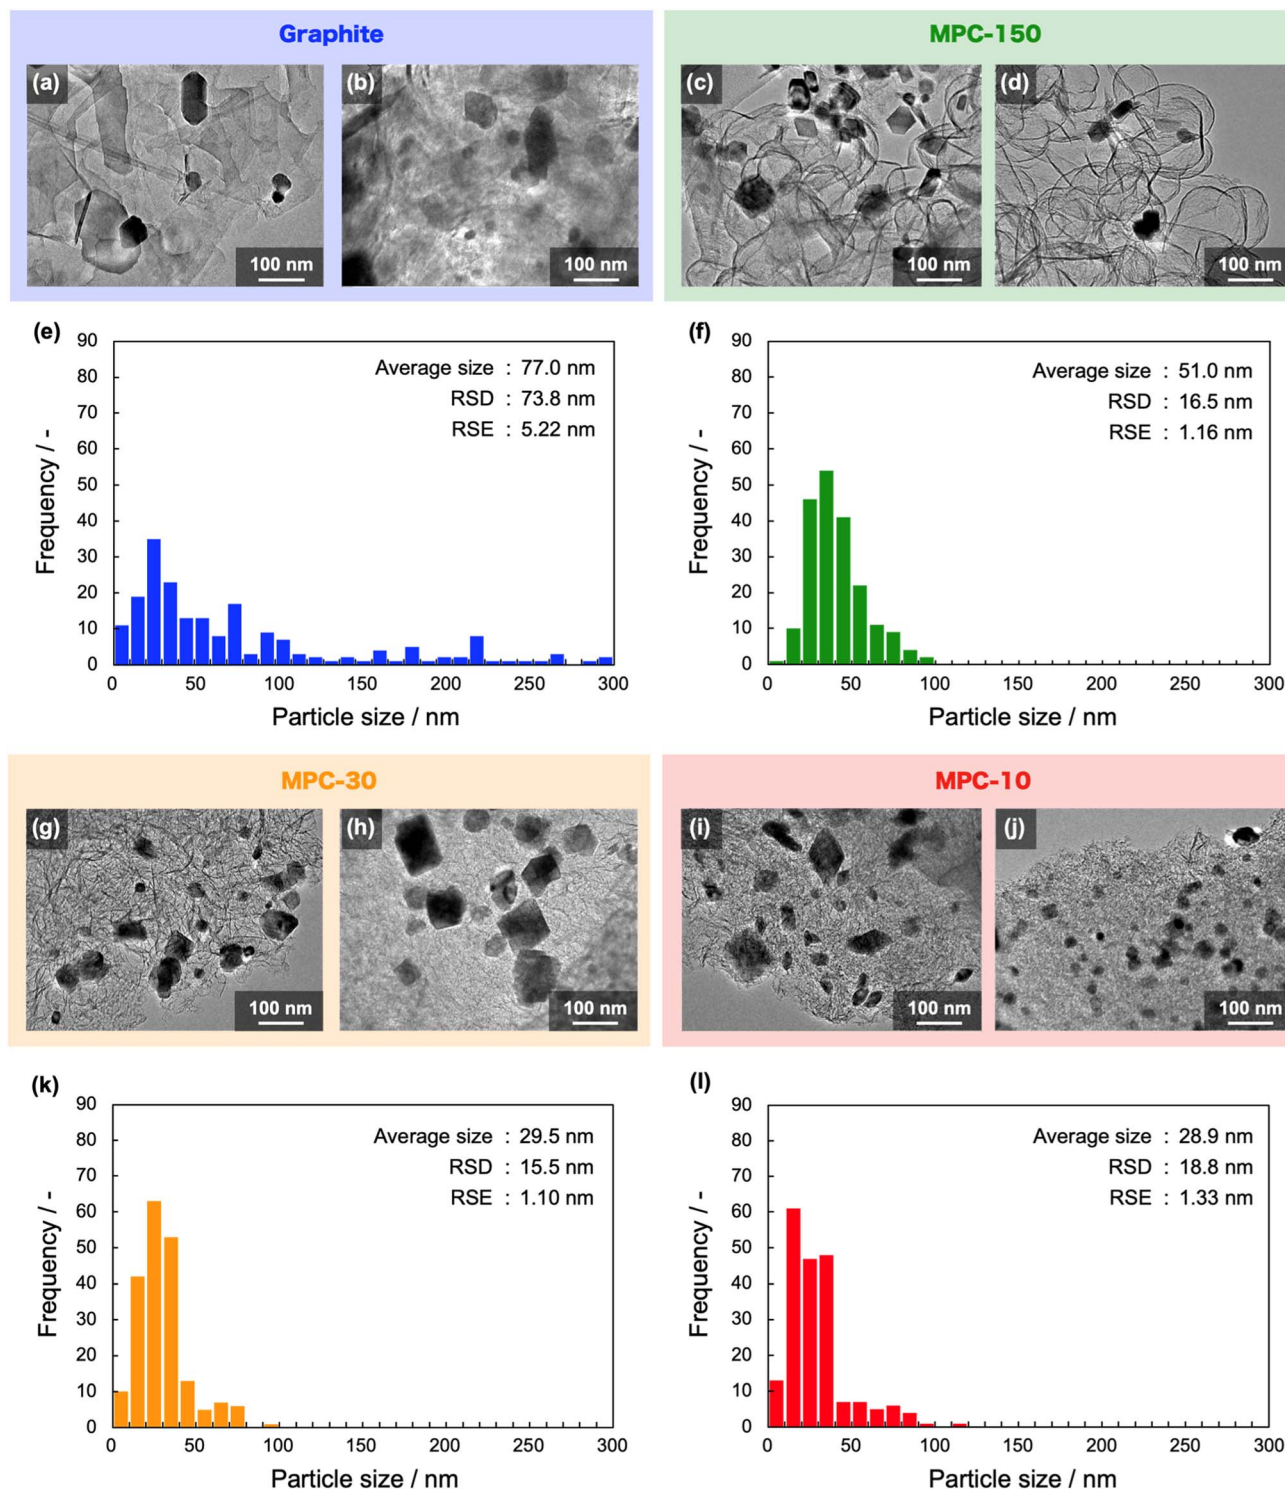 Graphite
MPC-150
(a)
100 nm
(b)
100 nm
(c)
100 nm
(d)
100 nm
(e)
90
80
70
60
50
40
30
20
10
0
Frequency / -
Average size : 77.0 nm
RSD : 73.8 nm
RSE : 5.22 nm
0 50 100 150 200 250 300
Particle size / nm
(f)
90
80
70
60
50
40
30
20
10
0
Frequency / -
Average size : 51.0 nm
RSD : 16.5 nm
RSE : 1.16 nm
0 50 100 150 200 250 300
Particle size / nm
MPC-30
MPC-10
(g)
100 nm
(h)
100 nm
(i)
100 nm
(j)
100 nm
(k)
90
80
70
60
50
40
30
20
10
0
Frequency / -
Average size : 29.5 nm
RSD : 15.5 nm
RSE : 1.10 nm
0 50 100 150 200 250 300
Particle size / nm
(l)
90
80
70
60
50
40
30
20
10
0
Frequency / -
Average size : 28.9 nm
RSD : 18.8 nm
RSE : 1.33 nm
0 50 100 150 200 250 300
Particle size / nm